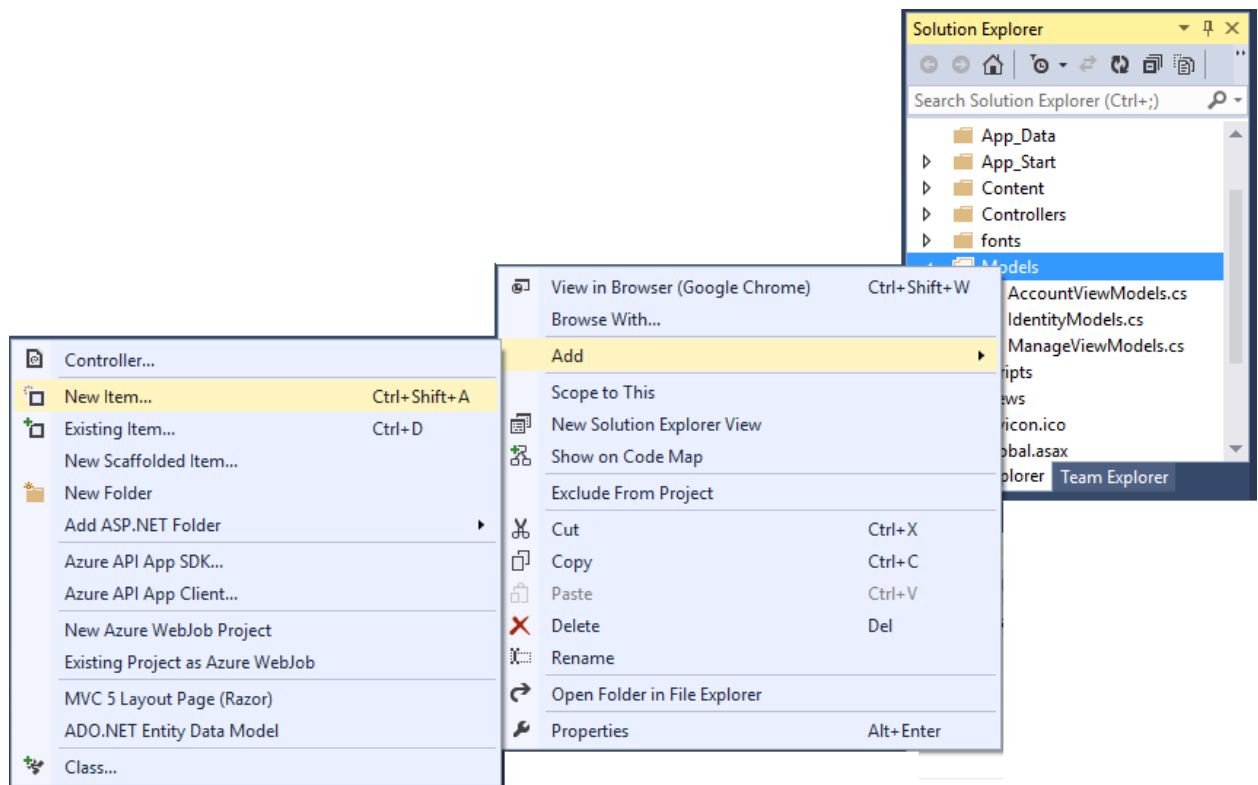 Solution Explorer
Search Solution Explorer (Ctrl+;)
App_Data
App_Start
Content
Controllers
fonts
Models
AccountViewModels.cs
IdentityModels.cs
ManageViewModels.cs
ripts
ews
vicon.ico
obal.asax
plorer Team Explorer
View in Browser (Google Chrome) Ctrl+Shift+W
Browse With...
Add
Scope to This
New Solution Explorer View
Show on Code Map
Exclude From Project
Cut Ctrl+X
Copy Ctrl+C
Paste Ctrl+V
Delete Del
Rename
Open Folder in File Explorer
Properties Alt+Enter
Controller...
New Item... Ctrl+Shift+A
Existing Item... Ctrl+D
New Scaffolded Item...
New Folder
Add ASP.NET Folder
Azure API App SDK...
Azure API App Client...
New Azure WebJob Project
Existing Project as Azure WebJob
MVC 5 Layout Page (Razor)
ADO.NET Entity Data Model
Class...